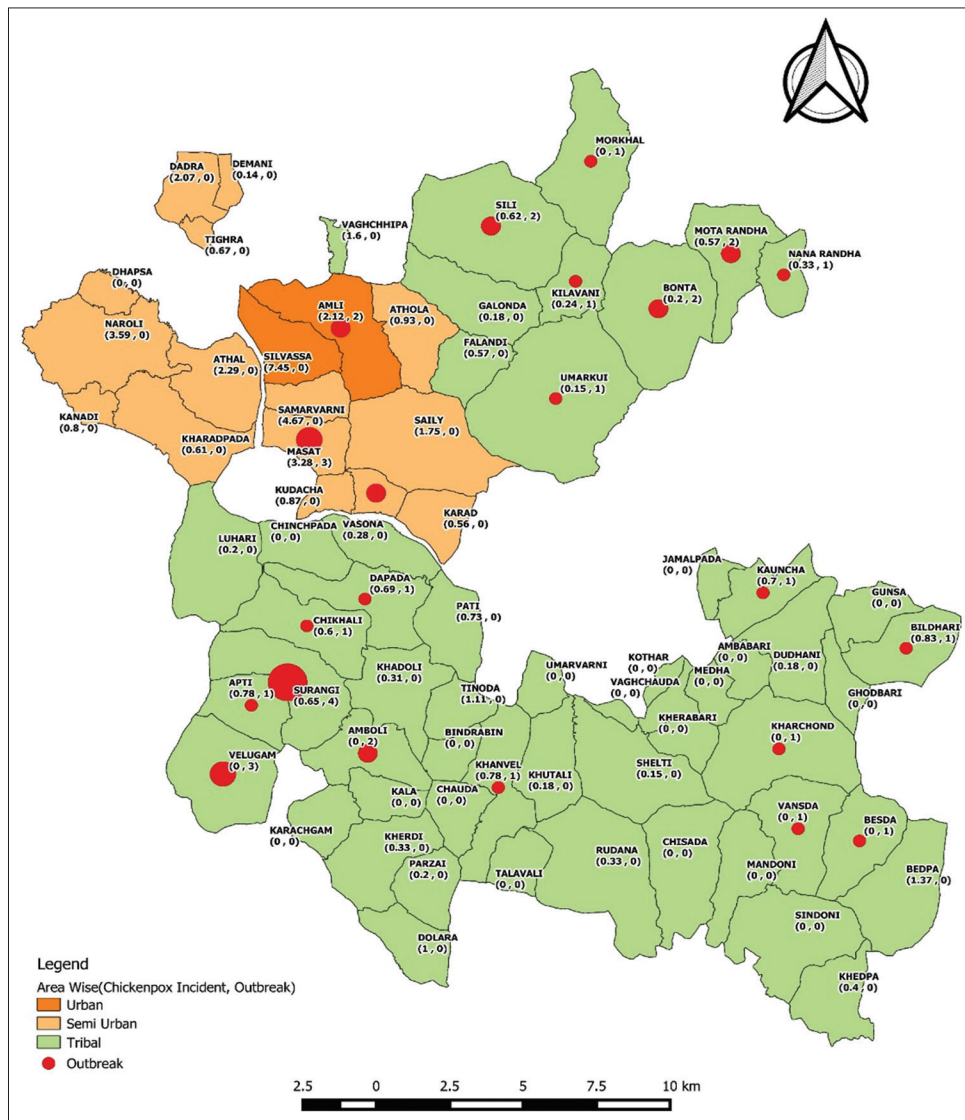 MORKHAL
(0 , 1)
DADRA
(2.07 , 0)
DEMANI
(0.14 , 0)
SILI
(0.62 , 2)
VAGHCHHIPA
(1.6 , 0)
TIGHRA
(0.67 , 0)
MOTA RANDHA
(0.57 , 2)
NANA RANDHA
(0.33 , 1)
DHAPSA
(0 , 0)
KILAVANI
(0.24 , 1)
BONTA
(0.2 , 2)
AMLI
(2.12 , 2)
ATHOLA
(0.93 , 0)
GALONDA
(0.18 , 0)
NAROLI
(3.59 , 0)
FALANDI
(0.57 , 0)
ATHAL
(2.29 , 0)
SILVASSA
(7.45 , 0)
UMARKUI
(0.15 , 1)
SAMARVARNI
(4.67 , 0)
SAILY
(1.75 , 0)
KANADI
(0.8 , 0)
KHARADPADA
(0.61 , 0)
MASAT
(3.28 , 3)
KUDACHA
(0.87 , 0)
KARAD
(0.56 , 0)
LUHARI
(0.2 , 0)
CHINCHPADA
(0 , 0)
VASONA
(0.28 , 0)
JAMALPADA
(0 , 0)
KAUNCHA
(0.7 , 1)
DAPADA
(0.69 , 1)
GUNSA
(0 , 0)
PATI
(0.73 , 0)
CHIKHALI
(0.6 , 1)
BILDHARI
(0.83 , 1)
AMBABARI
(0 , 0)
DUDHANI
(0.18 , 0)
KOTHAR
(0 , 0)
UMARVARNI
(0 , 0)
KHADOLI
(0.31 , 0)
MEDHA
(0 , 0)
APTI
(0.78 , 1)
SURANGI
(0.65 , 4)
TINODA
(1.11 , 0)
VAGHCHAUDA
(0 , 0)
GHODBARI
(0 , 0)
KHERABARI
(0 , 0)
KHARCHOND
(0 , 1)
AMBOLI
(0 , 2)
BINDRABIN
(0 , 0)
VELUGAM
(0 , 3)
KHANVEL
(0.78 , 1)
KHUTALI
(0.18 , 0)
SHELTI
(0.15 , 0)
KALA
(0 , 0)
CHAUDA
(0 , 0)
VANSDA
(0 , 1)
BESDA
(0 , 1)
KARACHGAM
(0 , 0)
KHERDI
(0.33 , 0)
RUDANA
(0.33 , 0)
CHISADA
(0 , 0)
PARZAI
(0.2 , 0)
TALAVALI
(0 , 0)
MANDONI
(0 , 0)
BEDPA
(1.37 , 0)
SINDONI
(0 , 0)
DOLARA
(1 , 0)
KHEDPA
(0.4 , 0)
Legend
Area Wise(Chickenpox Incident, Outbreak)
Urban
Semi Urban
Tribal
Outbreak
2.5 0 2.5 5 7.5 10 km